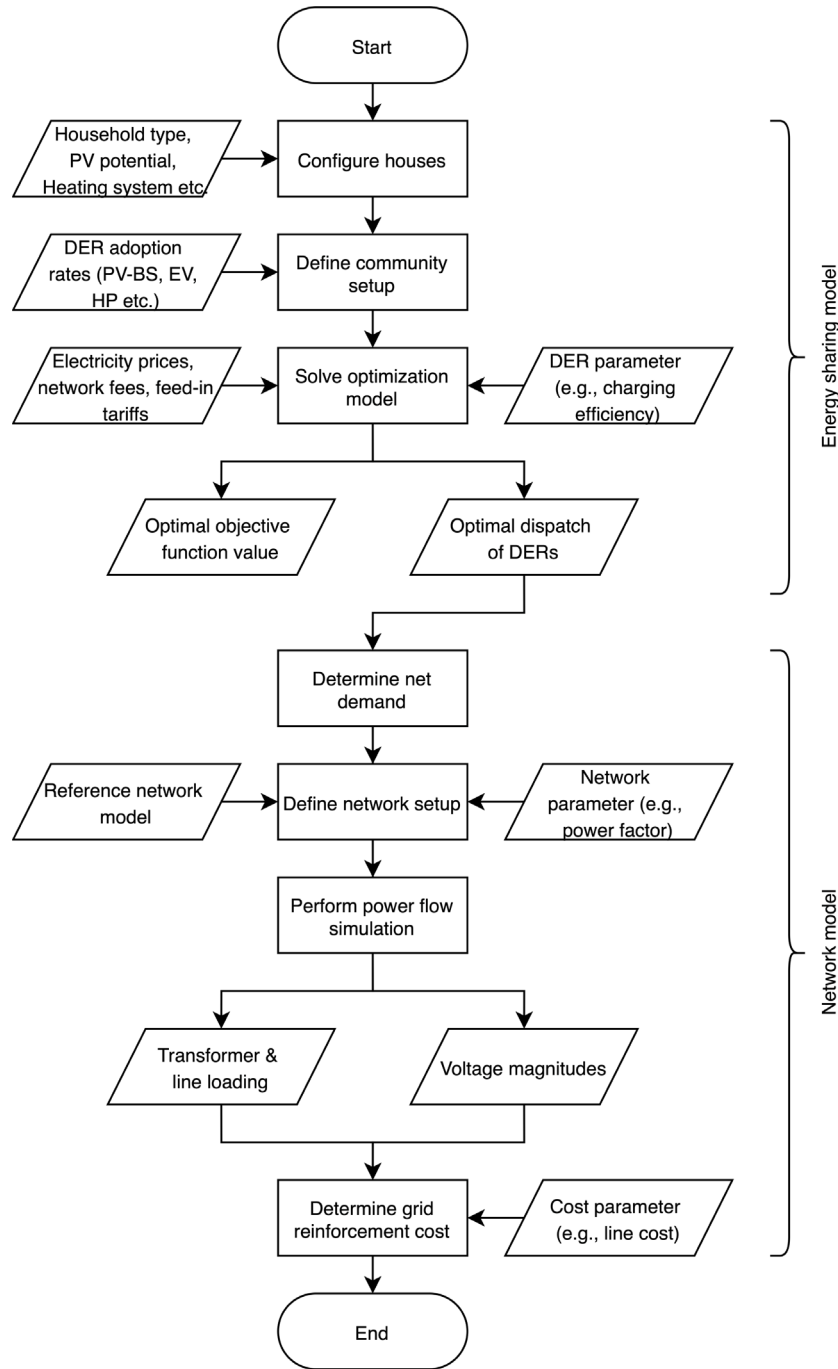 Start
Household type,
PV potential,
Heating system etc.
Configure houses
DER adoption
rates (PV-BS, EV,
HP etc.)
Define community
setup
Electricity prices,
network fees, feed-in
tariffs
Solve optimization
model
DER parameter
(e.g., charging
efficiency)
Energy sharing model
Optimal objective
function value
Optimal dispatch
of DERs
Determine net
demand
Reference network
model
Define network setup
Network
parameter (e.g.,
power factor)
Perform power flow
simulation
Network model
Transformer &
line loading
Voltage magnitudes
Determine grid
reinforcement cost
Cost parameter
(e.g., line cost)
End